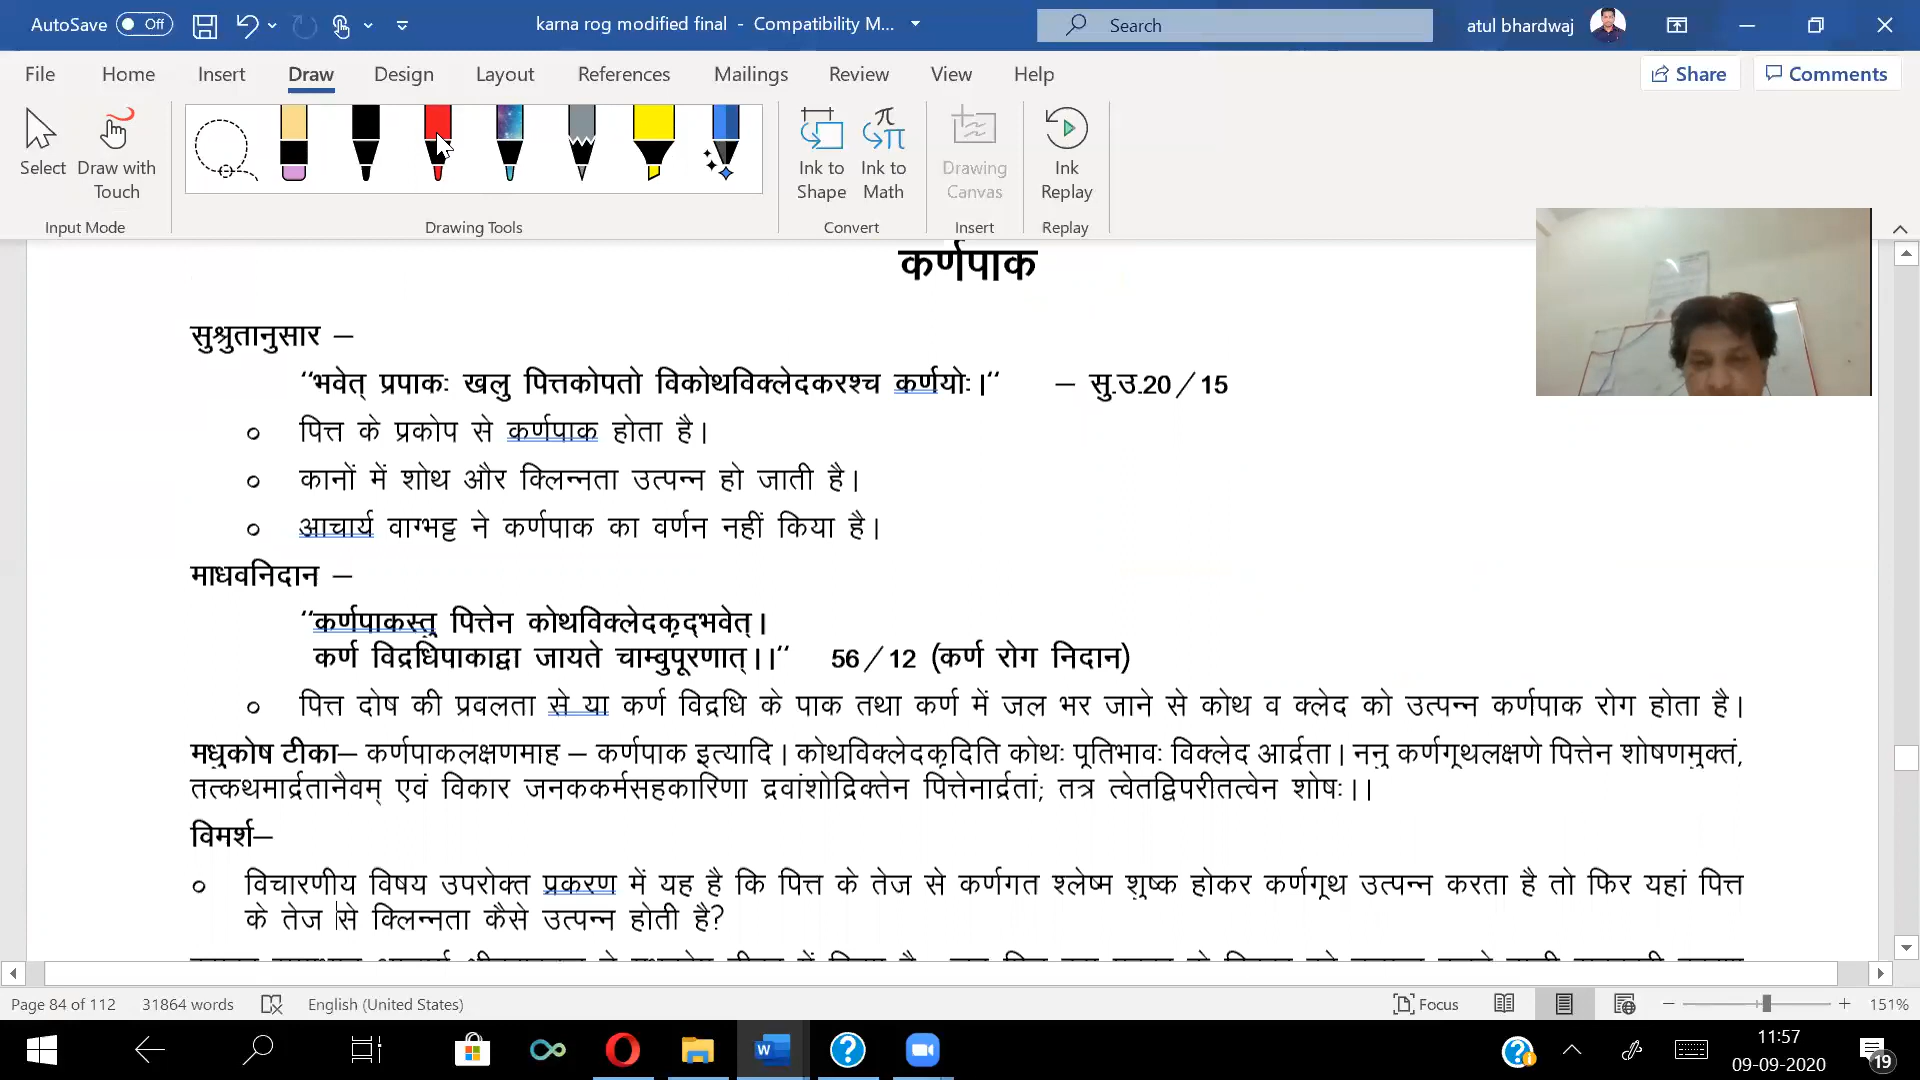 AutoSave Off karna rog modified final - Compatibility M... Search atul bhardwaj
File Home Insert Draw Design Layout References Mailings Review View Help Share Comments
Select Draw with Touch Ink to Shape Ink to Math Drawing Canvas Ink Replay
Input Mode Drawing Tools Convert Insert Replay
कर्णपाक
सुश्रुतानुसार –
‘‘भवेत् प्रपाकः खलु पित्तकोपतो विकोथविक्लेदकरश्च कर्णयोः।’’ – सु.उ.20/15
○ पित्त के प्रकोप से कर्णपाक होता है।
○ कानों में शोथ और क्लिन्नता उत्पन्न हो जाती है।
○ आचार्य वाग्भट्ट ने कर्णपाक का वर्णन नहीं किया है।
माधवनिदान –
‘‘कर्णपाकस्तु पित्तेन कोथविक्लेदकृद्भवेत्।
कर्ण विद्रधिपाकाद्वा जायते चाम्बुपूरणात्।।’’ 56/12 (कर्ण रोग निदान)
○ पित्त दोष की प्रवलता से या कर्ण विद्रधि के पाक तथा कर्ण में जल भर जाने से कोथ व क्लेद को उत्पन्न कर्णपाक रोग होता है।
मधुकोष टीका– कर्णपाकलक्षणमाह – कर्णपाक इत्यादि। कोथविक्लेदकृदिति कोथः पूतिभावः विक्लेद आर्द्रता। ननु कर्णगूथलक्षणे पित्तेन शोषणमुक्तं,
तत्कथमार्द्रतानैवम् एवं विकार जनककर्मसहकारिणा द्रवांशोद्रिक्तेन पित्तेनार्द्रतां; तत्र त्वेतद्विपरीतत्वेन शोषः।।
विमर्श–
○ विचारणीय विषय उपरोक्त प्रकरण में यह है कि पित्त के तेज से कर्णगत श्लेष्म शुष्क होकर कर्णगूथ उत्पन्न करता है तो फिर यहां पित्त
के तेज से क्लिन्नता कैसे उत्पन्न होती है?
Page 84 of 112 31864 words English (United States) Focus 151%
11:57
09-09-2020
19